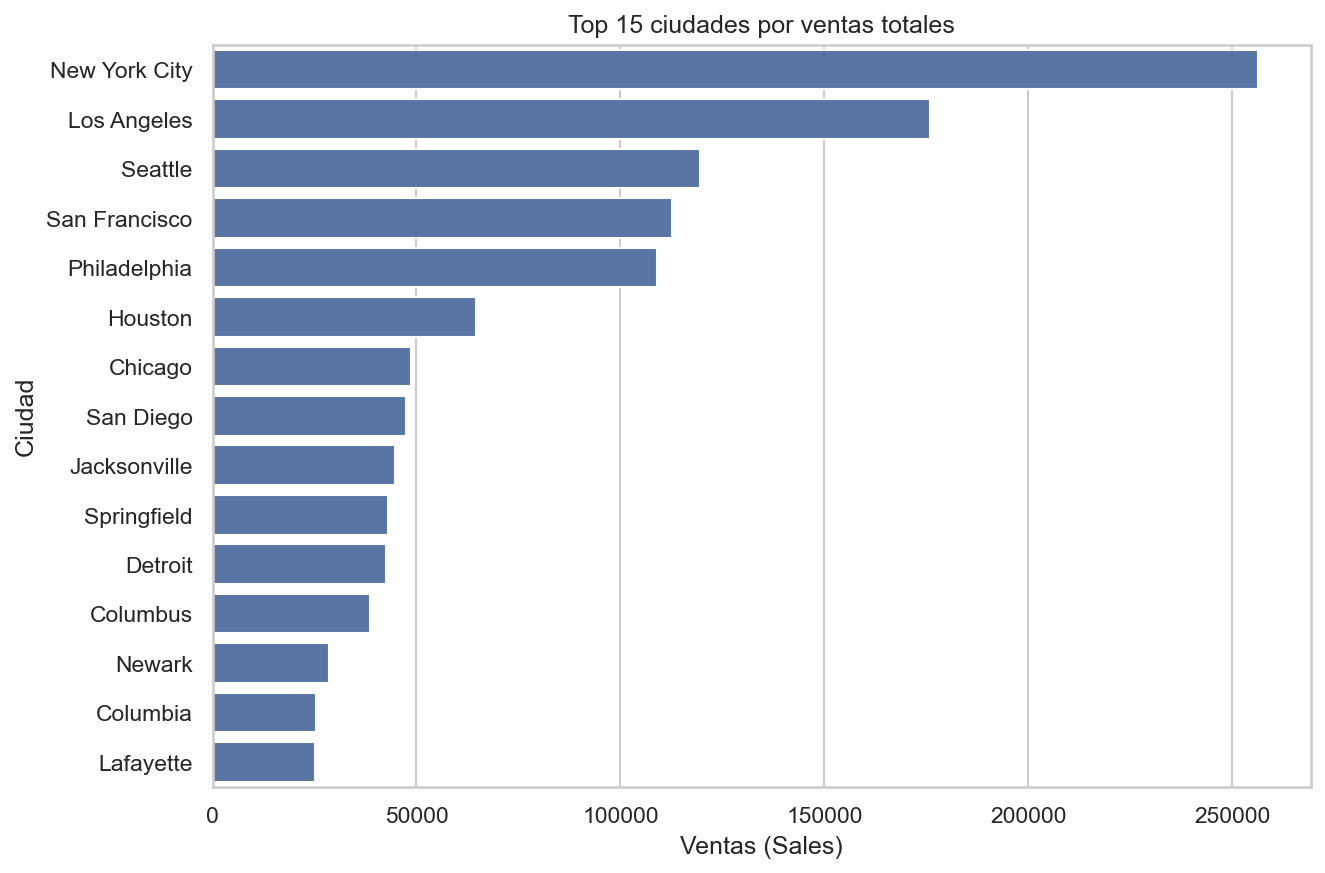 Top 15 ciudades por ventas totales
New York City
Los Angeles
Seattle
San Francisco
Philadelphia
Houston
Chicago
San Diego
Jacksonville
Springfield
Detroit
Columbus
Newark
Columbia
Lafayette
Ciudad
0 50000 100000 150000 200000 250000
Ventas (Sales)